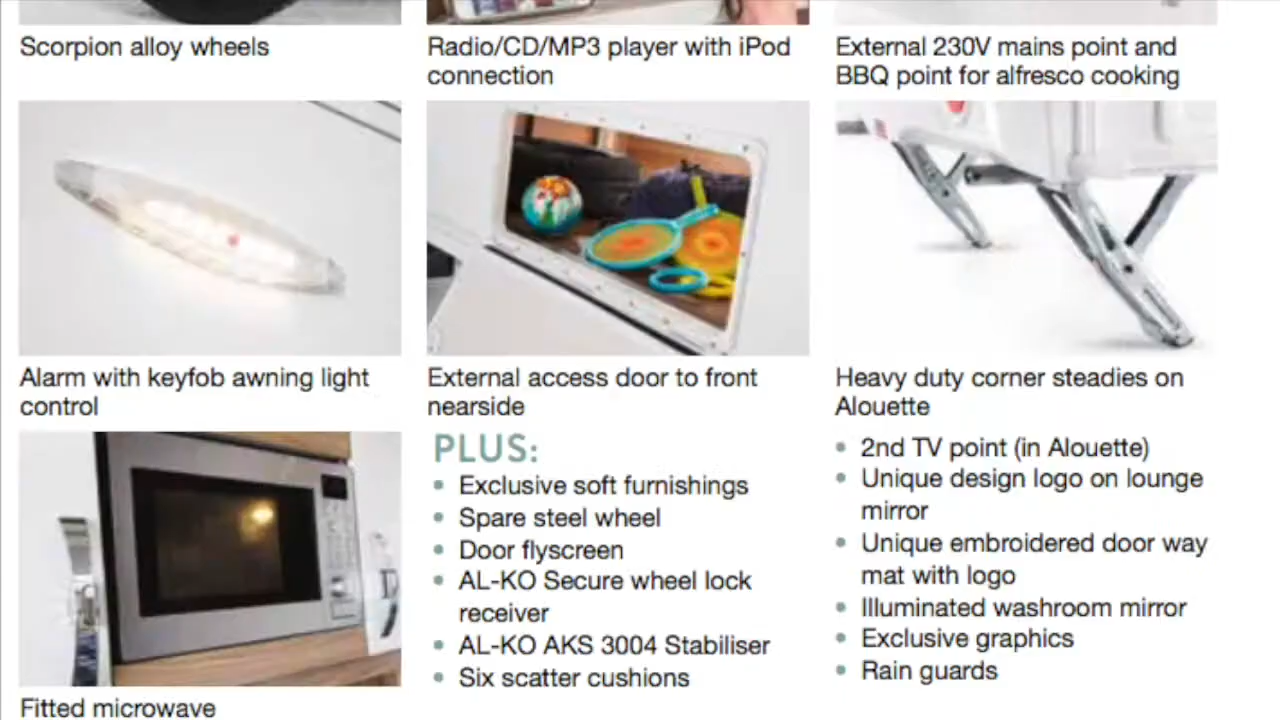 Scorpion alloy wheels
Radio/CD/MP3 player with iPod
connection
External 230V mains point and
BBQ point for alfresco cooking
Alarm with keyfob awning light
control
External access door to front
nearside
Heavy duty corner steadies on
Alouette
Fitted microwave
PLUS:
• Exclusive soft furnishings
• Spare steel wheel
• Door flyscreen
• AL-KO Secure wheel lock
receiver
• AL-KO AKS 3004 Stabiliser
• Six scatter cushions
• 2nd TV point (in Alouette)
• Unique design logo on lounge
mirror
• Unique embroidered door way
mat with logo
• Illuminated washroom mirror
• Exclusive graphics
• Rain guards